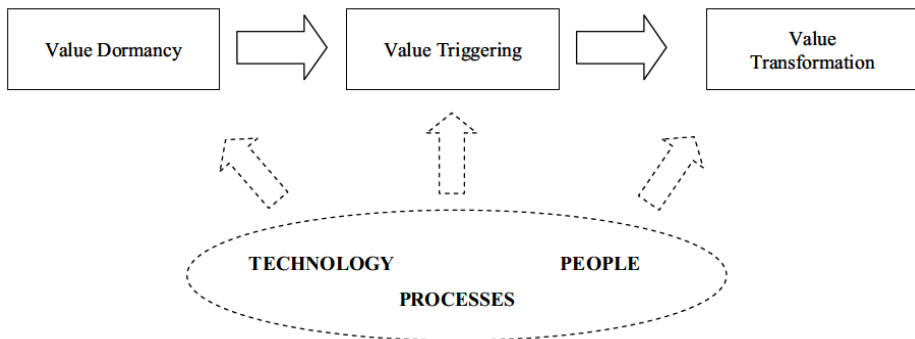 Value Dormancy
Value Triggering
Value
Transformation
TECHNOLOGY
PEOPLE
PROCESSES